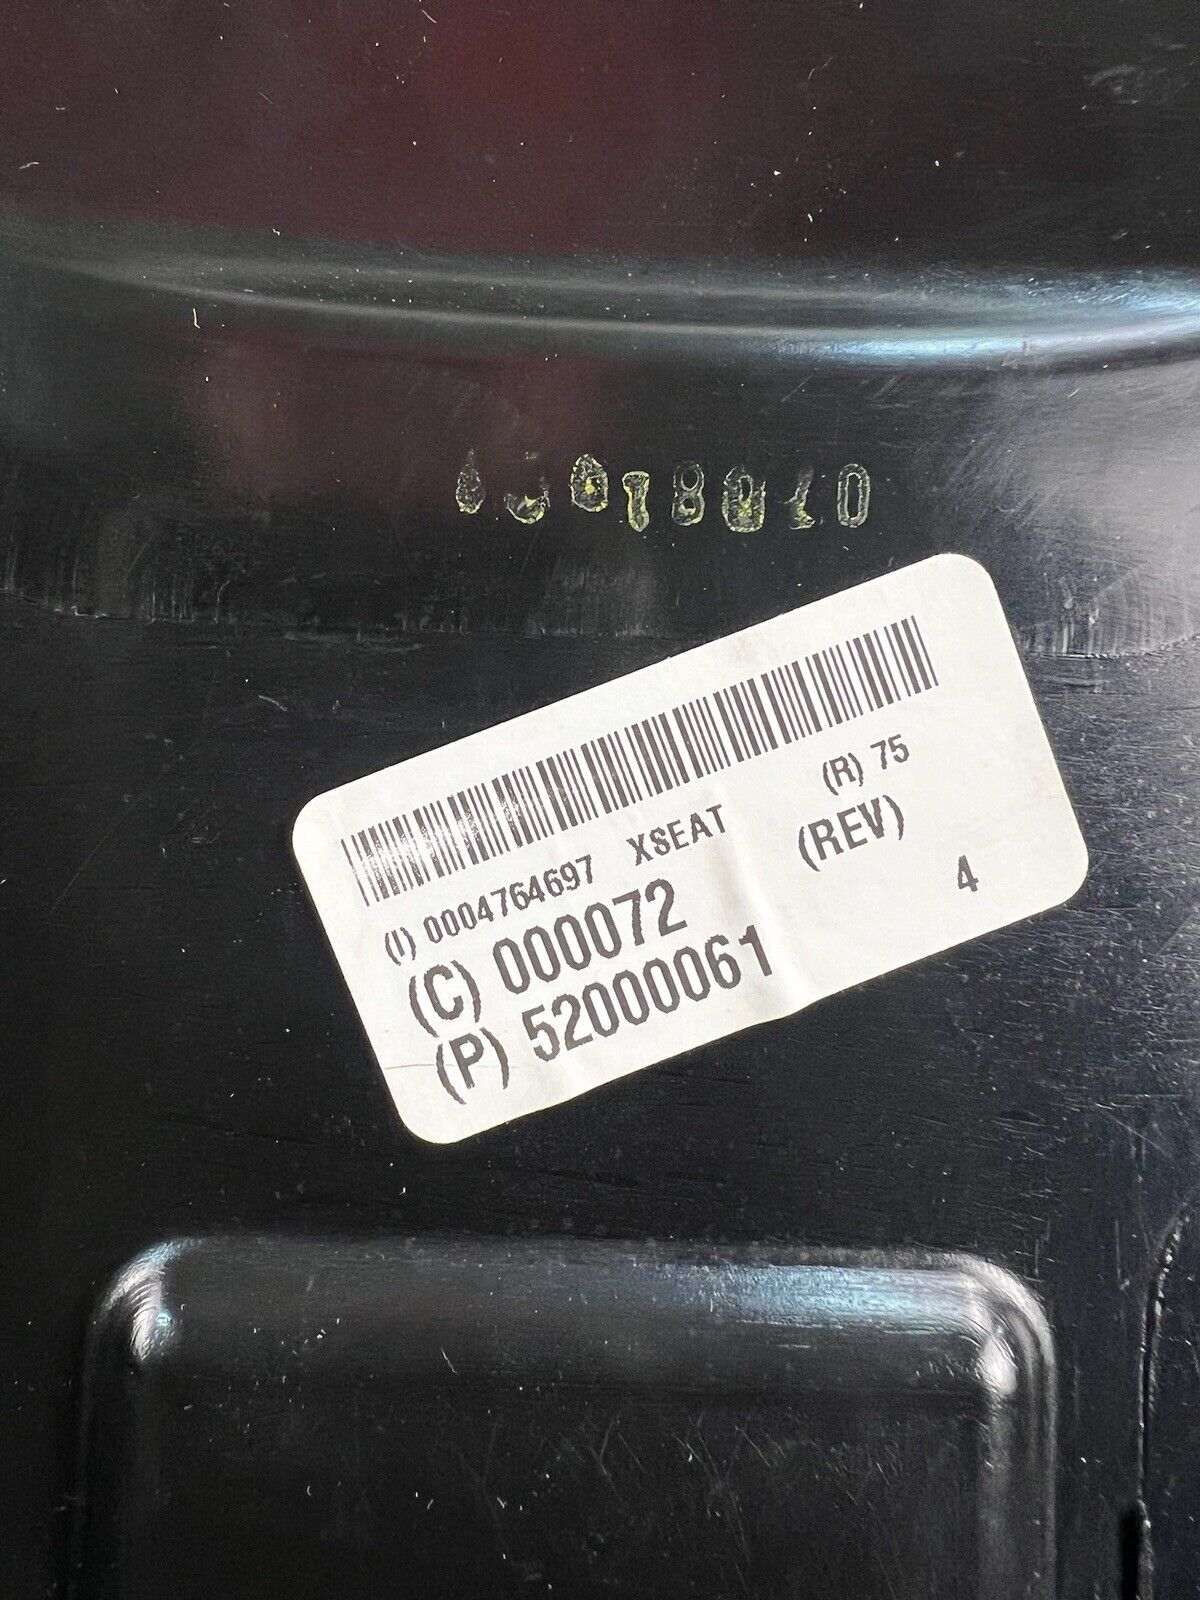 (I) 0004764697 XSEAT (R) 75
(C) 000072 (REV)
(P) 52000061 4